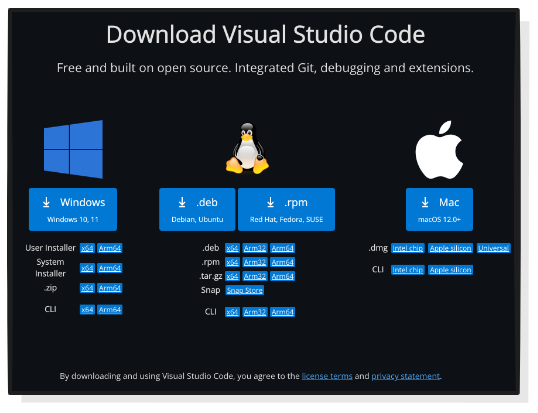 Download Visual Studio Code
Free and built on open source. Integrated Git, debugging and extensions.
Windows
Windows 10, 11
User Installer x64 Arm64
System Installer x64 Arm64
.zip x64 Arm64
CLI x64 Arm64
.deb
Debian, Ubuntu
.rpm
Red Hat, Fedora, SUSE
.deb x64 Arm32 Arm64
.rpm x64 Arm32 Arm64
.tar.gz x64 Arm32 Arm64
Snap Snap Store
CLI x64 Arm32 Arm64
Mac
macOS 12.0+
.dmg Intel chip Apple silicon Universal
CLI Intel chip Apple silicon
By downloading and using Visual Studio Code, you agree to the license terms and privacy statement.